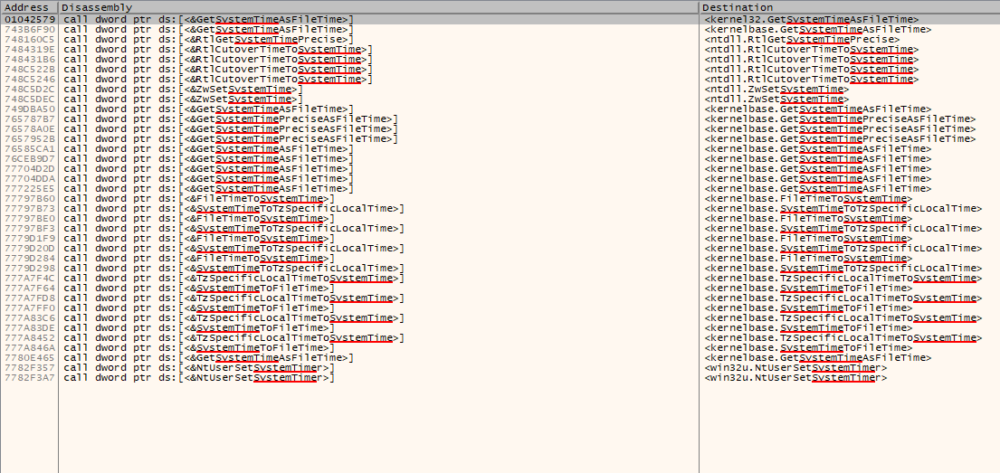 Address Disassembly Destination
01042579 call dword ptr ds:[<&GetSystemTimeAsFileTime>] <kernel32.GetSystemTimeAsFileTime>
743B6F90 call dword ptr ds:[<&GetSystemTimeAsFileTime>] <kernelbase.GetSystemTimeAsFileTime>
748160C5 call dword ptr ds:[<&RtlGetSystemTimePrecise>] <ntdll.RtlGetSystemTimePrecise>
7484319E call dword ptr ds:[<&RtlCutoverTimeToSystemTime>] <ntdll.RtlCutoverTimeToSystemTime>
748431B6 call dword ptr ds:[<&RtlCutoverTimeToSystemTime>] <ntdll.RtlCutoverTimeToSystemTime>
748C522B call dword ptr ds:[<&RtlCutoverTimeToSystemTime>] <ntdll.RtlCutoverTimeToSystemTime>
748C5246 call dword ptr ds:[<&RtlCutoverTimeToSystemTime>] <ntdll.RtlCutoverTimeToSystemTime>
748C5D2C call dword ptr ds:[<&ZwSetSystemTime>] <ntdll.ZwSetSystemTime>
748C5DEC call dword ptr ds:[<&ZwSetSystemTime>] <ntdll.ZwSetSystemTime>
749DBA50 call dword ptr ds:[<&GetSystemTimeAsFileTime>] <kernelbase.GetSystemTimeAsFileTime>
765787B7 call dword ptr ds:[<&GetSystemTimePreciseAsFileTime>] <kernelbase.GetSystemTimePreciseAsFileTime>
76578A0E call dword ptr ds:[<&GetSystemTimePreciseAsFileTime>] <kernelbase.GetSystemTimePreciseAsFileTime>
7657952B call dword ptr ds:[<&GetSystemTimePreciseAsFileTime>] <kernelbase.GetSystemTimePreciseAsFileTime>
76585CA1 call dword ptr ds:[<&GetSystemTimeAsFileTime>] <kernelbase.GetSystemTimeAsFileTime>
76CEB9D7 call dword ptr ds:[<&GetSystemTimeAsFileTime>] <kernelbase.GetSystemTimeAsFileTime>
77704D2D call dword ptr ds:[<&GetSystemTimeAsFileTime>] <kernelbase.GetSystemTimeAsFileTime>
77704DDA call dword ptr ds:[<&GetSystemTimeAsFileTime>] <kernelbase.GetSystemTimeAsFileTime>
777225E5 call dword ptr ds:[<&GetSystemTimeAsFileTime>] <kernelbase.GetSystemTimeAsFileTime>
77797B60 call dword ptr ds:[<&FileTimeToSystemTime>] <kernelbase.FileTimeToSystemTime>
77797B73 call dword ptr ds:[<&SystemTimeToTzSpecificLocalTime>] <kernelbase.SystemTimeToTzSpecificLocalTime>
77797BE0 call dword ptr ds:[<&FileTimeToSystemTime>] <kernelbase.FileTimeToSystemTime>
77797BF3 call dword ptr ds:[<&SystemTimeToTzSpecificLocalTime>] <kernelbase.SystemTimeToTzSpecificLocalTime>
7779D1F9 call dword ptr ds:[<&FileTimeToSystemTime>] <kernelbase.FileTimeToSystemTime>
7779D20D call dword ptr ds:[<&SystemTimeToTzSpecificLocalTime>] <kernelbase.SystemTimeToTzSpecificLocalTime>
7779D284 call dword ptr ds:[<&FileTimeToSystemTime>] <kernelbase.FileTimeToSystemTime>
7779D298 call dword ptr ds:[<&SystemTimeToTzSpecificLocalTime>] <kernelbase.SystemTimeToTzSpecificLocalTime>
777A7F4C call dword ptr ds:[<&TzSpecificLocalTimeToSystemTime>] <kernelbase.TzSpecificLocalTimeToSystemTime>
777A7F64 call dword ptr ds:[<&SystemTimeToFileTime>] <kernelbase.SystemTimeToFileTime>
777A7FD8 call dword ptr ds:[<&TzSpecificLocalTimeToSystemTime>] <kernelbase.TzSpecificLocalTimeToSystemTime>
777A7FF0 call dword ptr ds:[<&SystemTimeToFileTime>] <kernelbase.SystemTimeToFileTime>
777A83C6 call dword ptr ds:[<&TzSpecificLocalTimeToSystemTime>] <kernelbase.TzSpecificLocalTimeToSystemTime>
777A83DE call dword ptr ds:[<&SystemTimeToFileTime>] <kernelbase.SystemTimeToFileTime>
777A8452 call dword ptr ds:[<&TzSpecificLocalTimeToSystemTime>] <kernelbase.TzSpecificLocalTimeToSystemTime>
777A846A call dword ptr ds:[<&SystemTimeToFileTime>] <kernelbase.SystemTimeToFileTime>
7780E465 call dword ptr ds:[<&GetSystemTimeAsFileTime>] <kernelbase.GetSystemTimeAsFileTime>
7782F357 call dword ptr ds:[<&NtUserSetSystemTimer>] <win32u.NtUserSetSystemTimer>
7782F3A7 call dword ptr ds:[<&NtUserSetSystemTimer>] <win32u.NtUserSetSystemTimer>